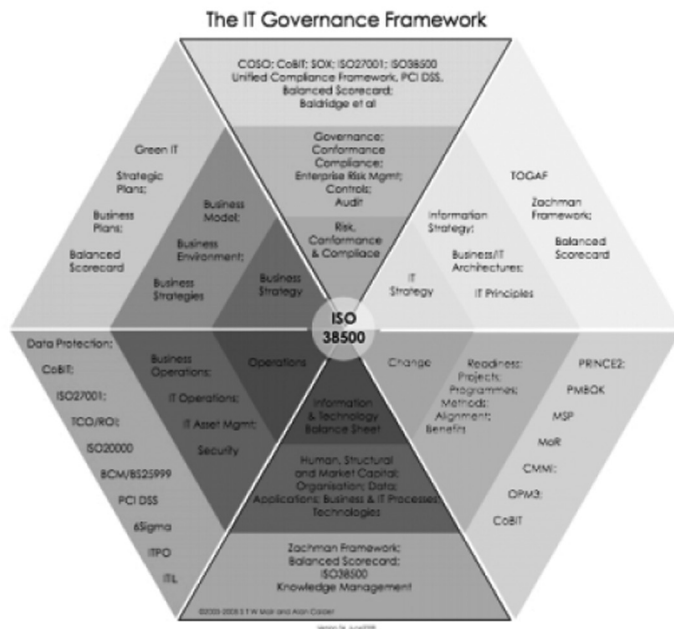 The IT Governance Framework
COSO; CoBIT; SOX; ISO27001; ISO38500
Unified Compliance Framework, PCI DSS,
Balanced Scorecard;
Baldridge et al
Governance;
Conformance
Compliance;
Enterprise Risk Mgmt;
Controls;
Audit
Risk,
Conformance
& Compliace
Green IT
Strategic
Plans;
Business
Plans;
Balanced
Scorecard
Business
Model;
Business
Environment;
Business
Strategies
Business
Strategy
IT
Strategy
Information
Strategy;
Business/IT
Architectures;
IT Principles
TOGAF
Zachman
Framework;
Balanced
Scorecard
ISO
38500
Data Protection;
CoBIT;
ISO27001;
TCO/ROI;
ISO20000
BCM/BS25999
PCI DSS
6Sigma
ITPO
ITIL
Business
Operations;
IT Operations;
IT Asset Mgmt;
Security
Operations
Change
Readiness;
Projects;
Programmes;
Methods;
Alignment;
Benefits
PRINCE2;
PMBOK
MSP
MoR
CMMI;
OPM3;
CoBIT
Information
& Technology
Balance Sheet
Human, Structural
and Market Capital;
Organisation; Data;
Applications; Business & IT Processes;
Technologies
Zachman Framework;
Balanced Scorecard;
ISO38500
Knowledge Management